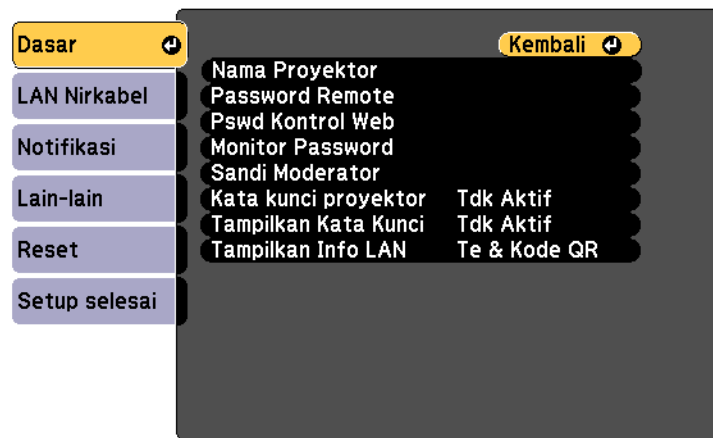 Dasar
LAN Nirkabel
Notifikasi
Lain-lain
Reset
Setup selesai
Kembali
Nama Proyektor
Password Remote
Pswd Kontrol Web
Monitor Password
Sandi Moderator
Kata kunci proyektor Tdk Aktif
Tampilkan Kata Kunci Tdk Aktif
Tampilkan Info LAN Te & Kode QR